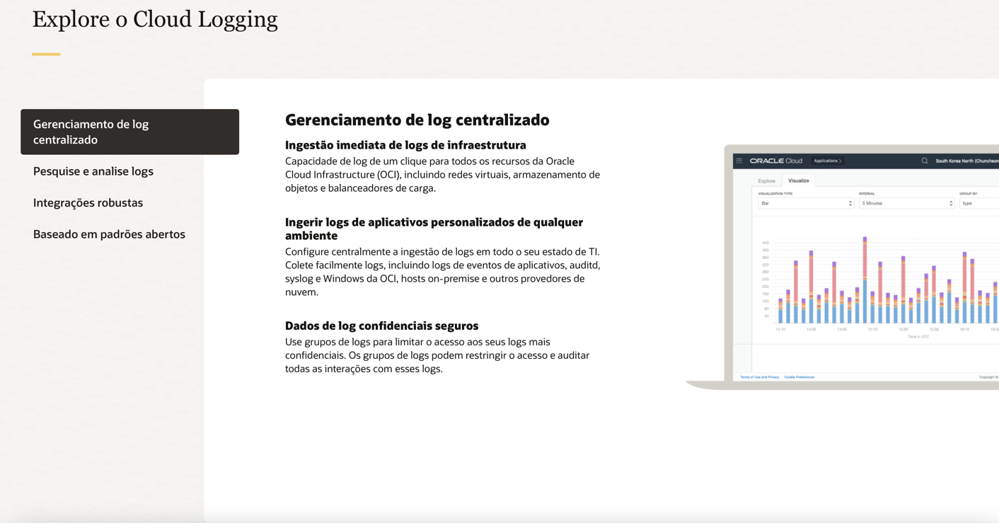 Explore o Cloud Logging
Gerenciamento de log
centralizado
Pesquise e analise logs
Integrações robustas
Baseado em padrões abertos
Gerenciamento de log centralizado
Ingestão imediata de logs de infraestrutura
Capacidade de log de um clique para todos os recursos da Oracle
Cloud Infrastructure (OCI), incluindo redes virtuais, armazenamento de
objetos e balanceadores de carga.
Ingerir logs de aplicativos personalizados de qualquer
ambiente
Configure centralmente a ingestão de logs em todo o seu estado de TI.
Colete facilmente logs, incluindo logs de eventos de aplicativos, auditd,
syslog e Windows da OCI, hosts on-premise e outros provedores de
nuvem.
Dados de log confidenciais seguros
Use grupos de logs para limitar o acesso aos seus logs mais
confidenciais. Os grupos de logs podem restringir o acesso e auditar
todas as interações com esses logs.
ORACLE Cloud Applications > South Korea North (Chuncheon
Explore Visualize
VISUALIZATION TYPE INTERVAL GROUP BY
Bar 5 Minutes type
440
400
360
320
280
240
200
160
120
80
40
14:10 14:30 14:50 15:10 15:30 15:50 16:10 16:30
Time in UTC
Terms of Use and Privacy Cookie Preferences Copyright ©